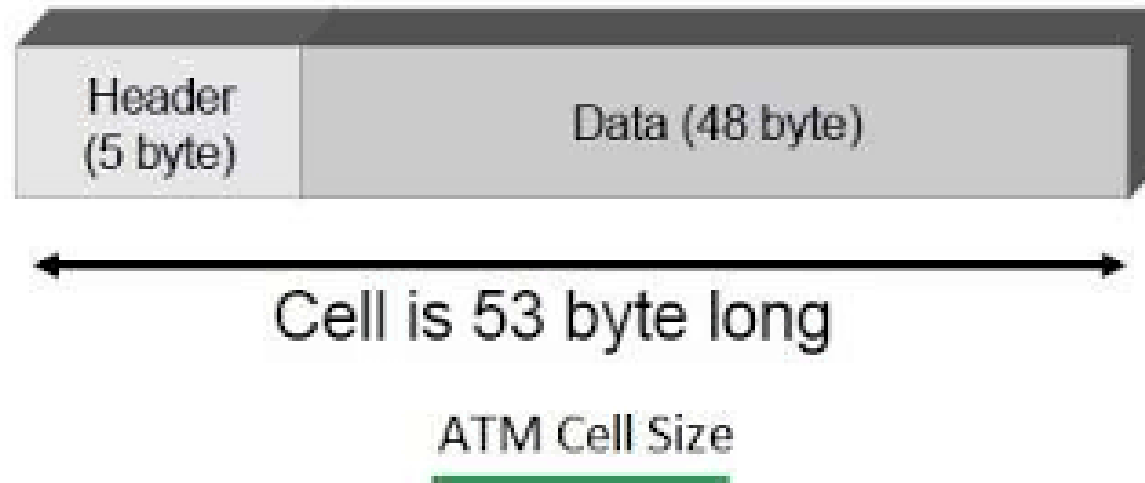 Header
(5 byte)
Data (48 byte)
Cell is 53 byte long
ATM Cell Size